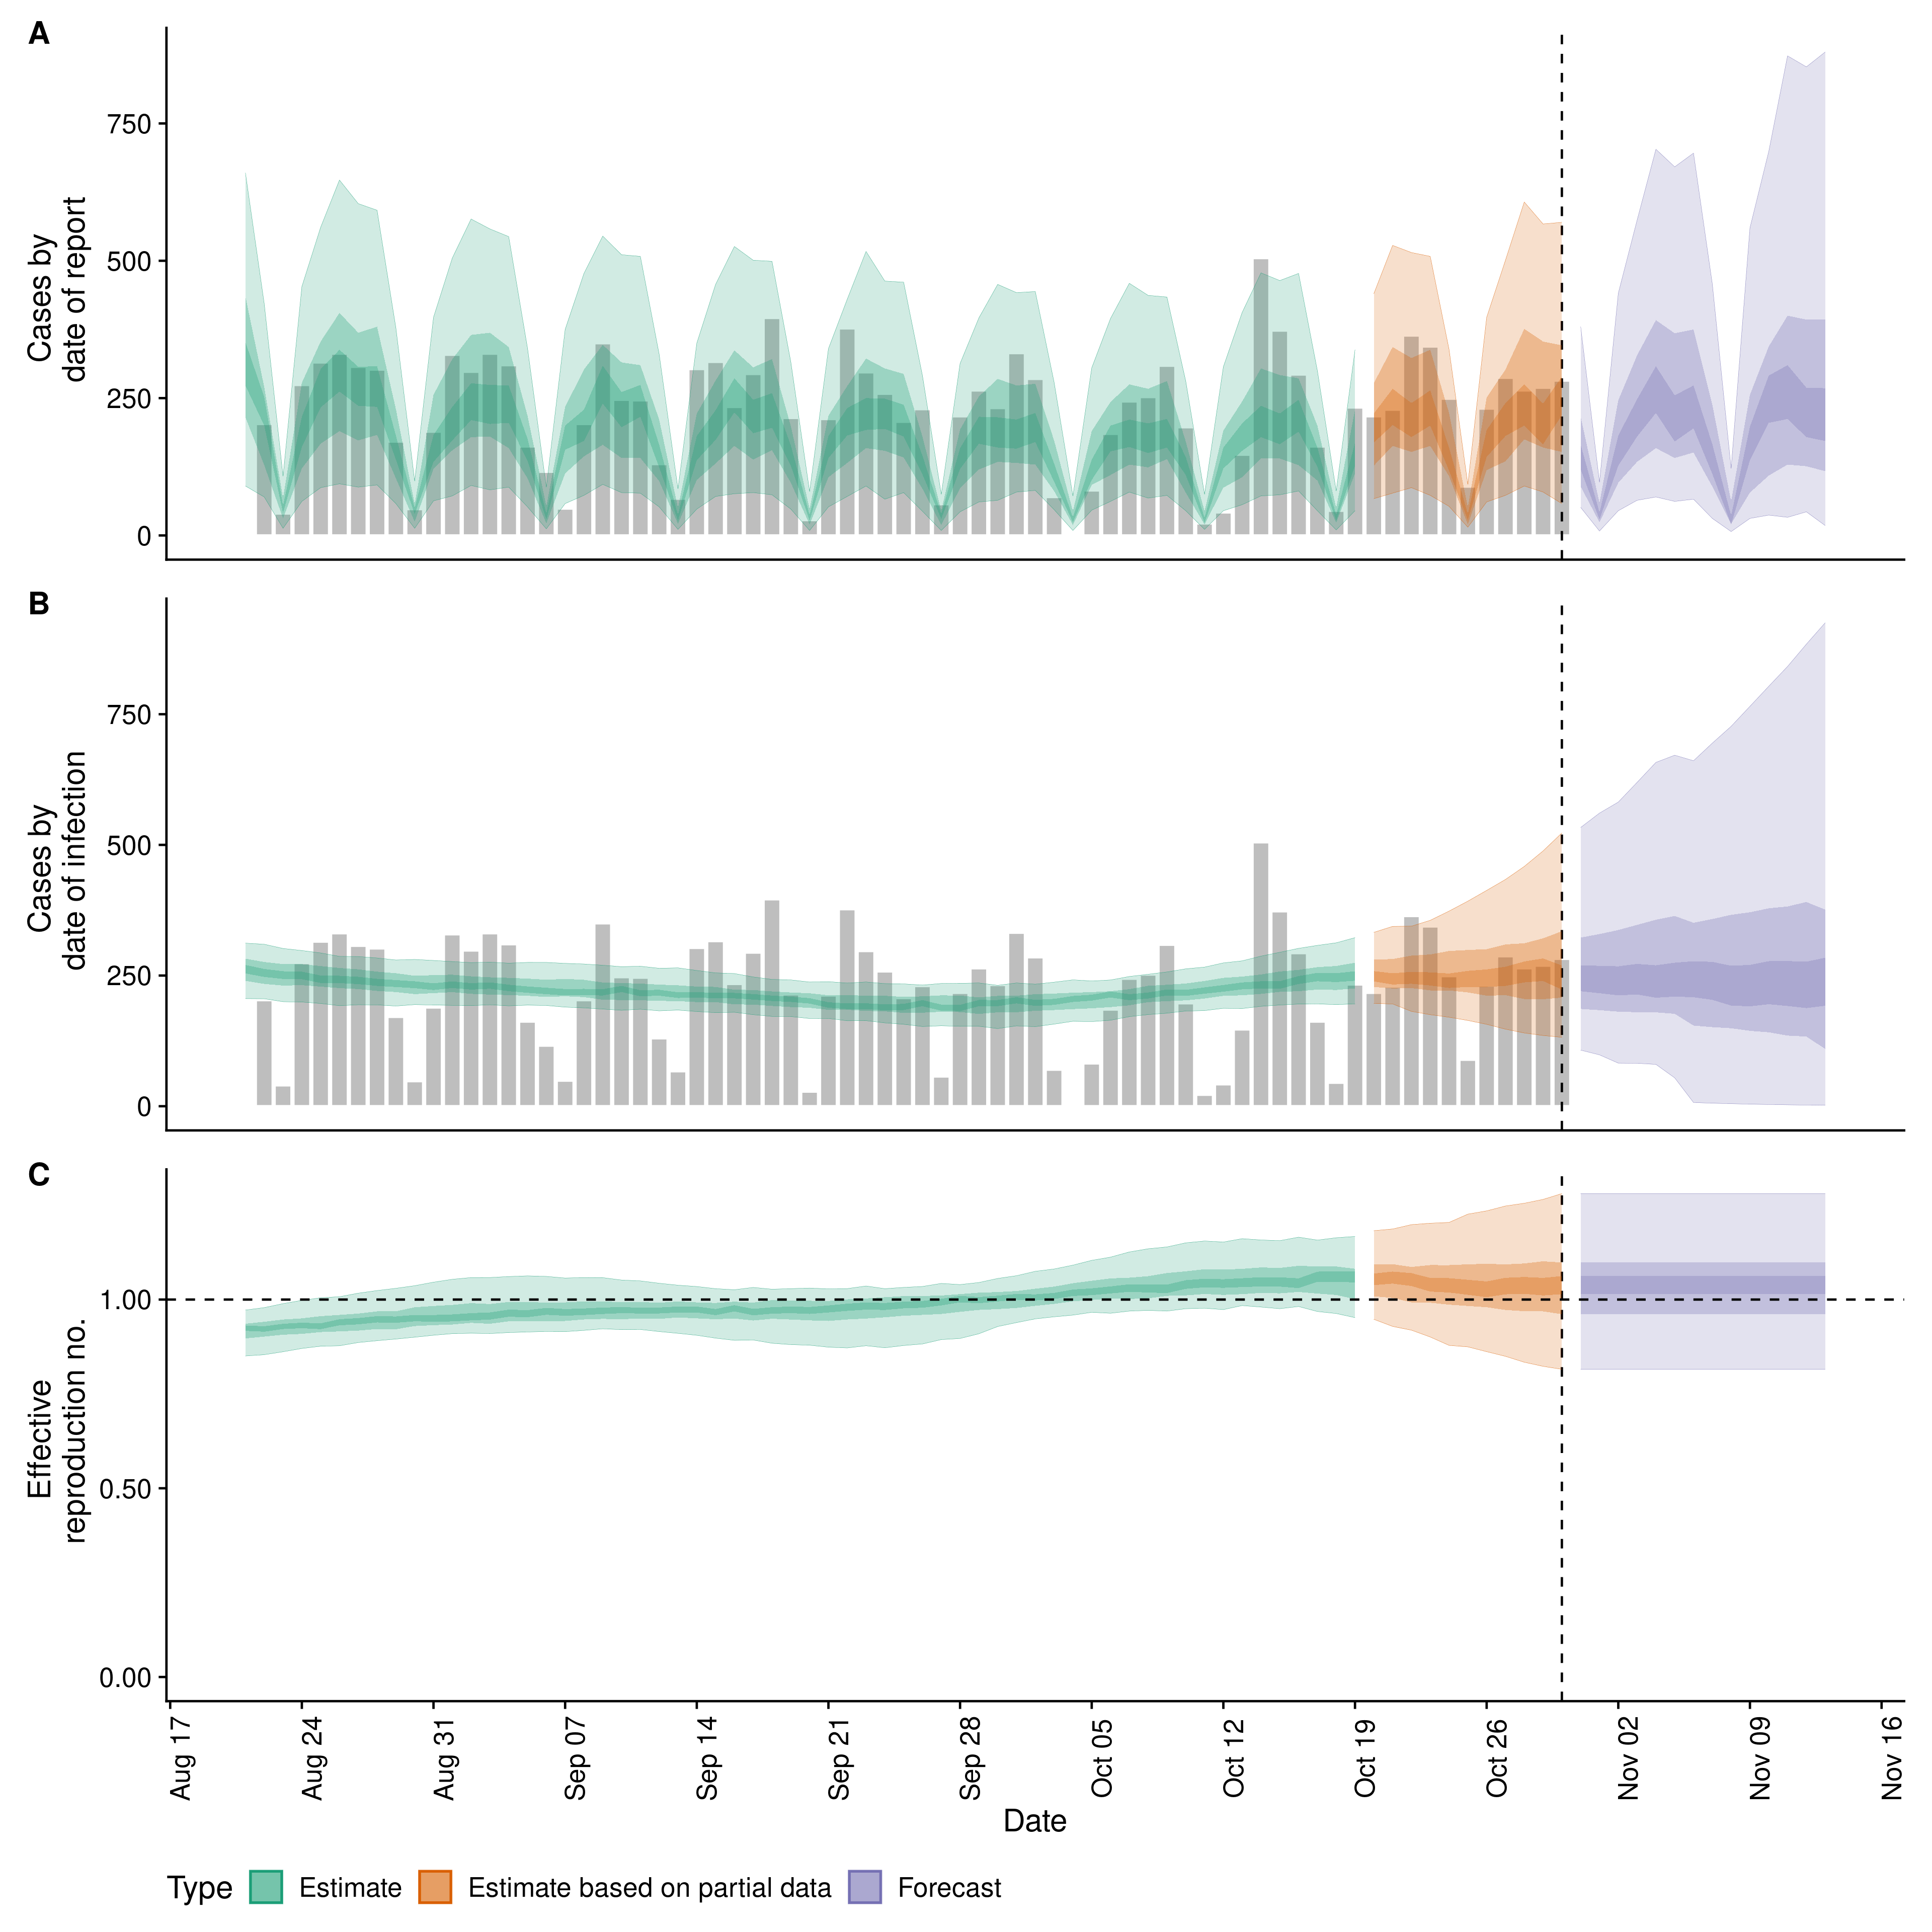 A
Cases by
date of report
750
500
250
0
B
Cases by
date of infection
750
500
250
0
C
Effective
reproduction no.
1.00
0.50
0.00
Aug 17
Aug 24
Aug 31
Sep 07
Sep 14
Sep 21
Sep 28
Oct 05
Oct 12
Oct 19
Oct 26
Nov 02
Nov 09
Nov 16
Date
Type Estimate Estimate based on partial data Forecast